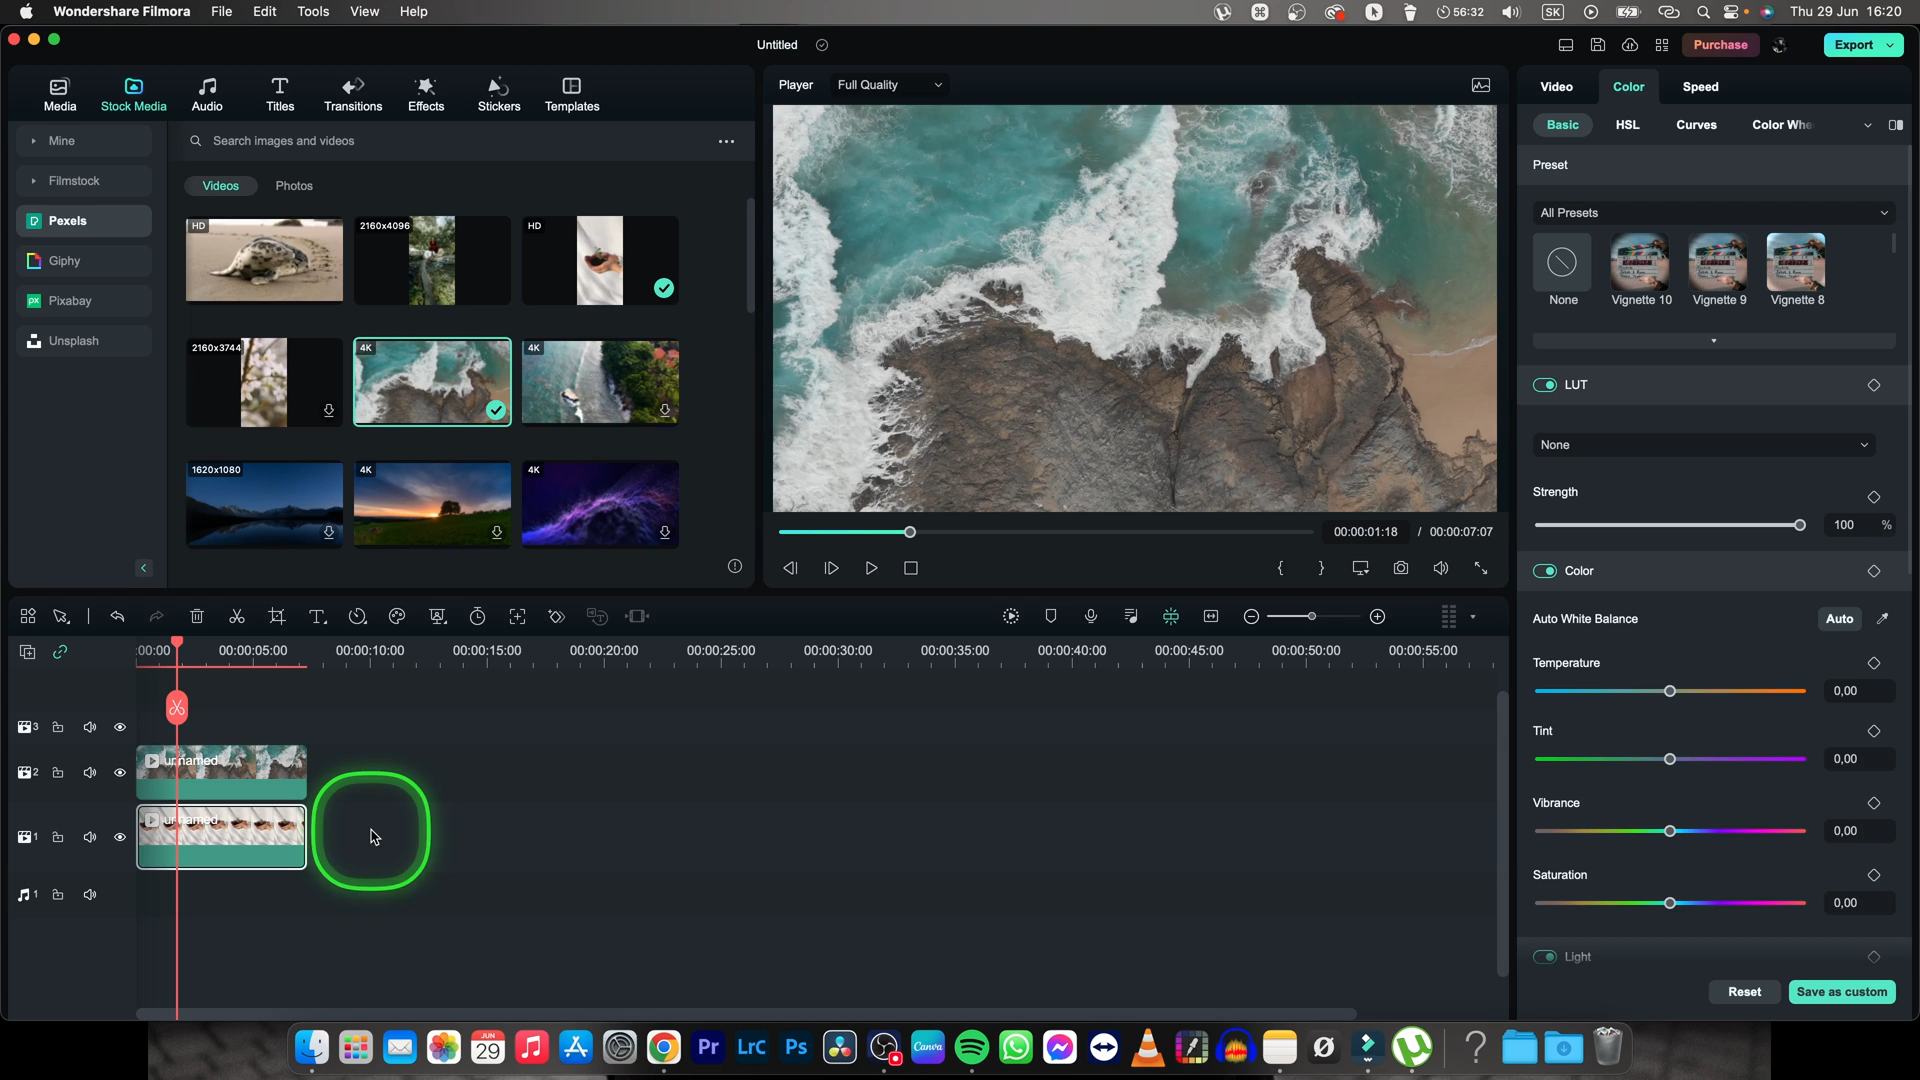 Wondershare Filmora File Edit Tools View Help
56:32 SK Thu 29 Jun 16:20
Untitled
Purchase Export
Media Stock Media Audio Titles Transitions Effects Stickers Templates
Player Full Quality
Video Color Speed
Basic HSL Curves Color Whe
Mine
Search images and videos
Filmstock
Videos Photos
Pexels
Giphy
Pixabay
Unsplash
HD 2160x4096 HD
2160x3744 4K 4K
1620x1080 4K 4K
00:00:01:18 / 00:00:07:07
Preset
All Presets
None Vignette 10 Vignette 9 Vignette 8
LUT
None
Strength
100 %
Color
Auto White Balance Auto
Temperature
0,00
Tint
0,00
Vibrance
0,00
Saturation
0,00
Light
Reset Save as custom
:00:00 00:00:05:00 00:00:10:00 00:00:15:00 00:00:20:00 00:00:25:00 00:00:30:00 00:00:35:00 00:00:40:00 00:00:45:00 00:00:50:00 00:00:55:00
3
2
unnamed
1
unnamed
1
JUN
29
Pr LrC Ps
Canva